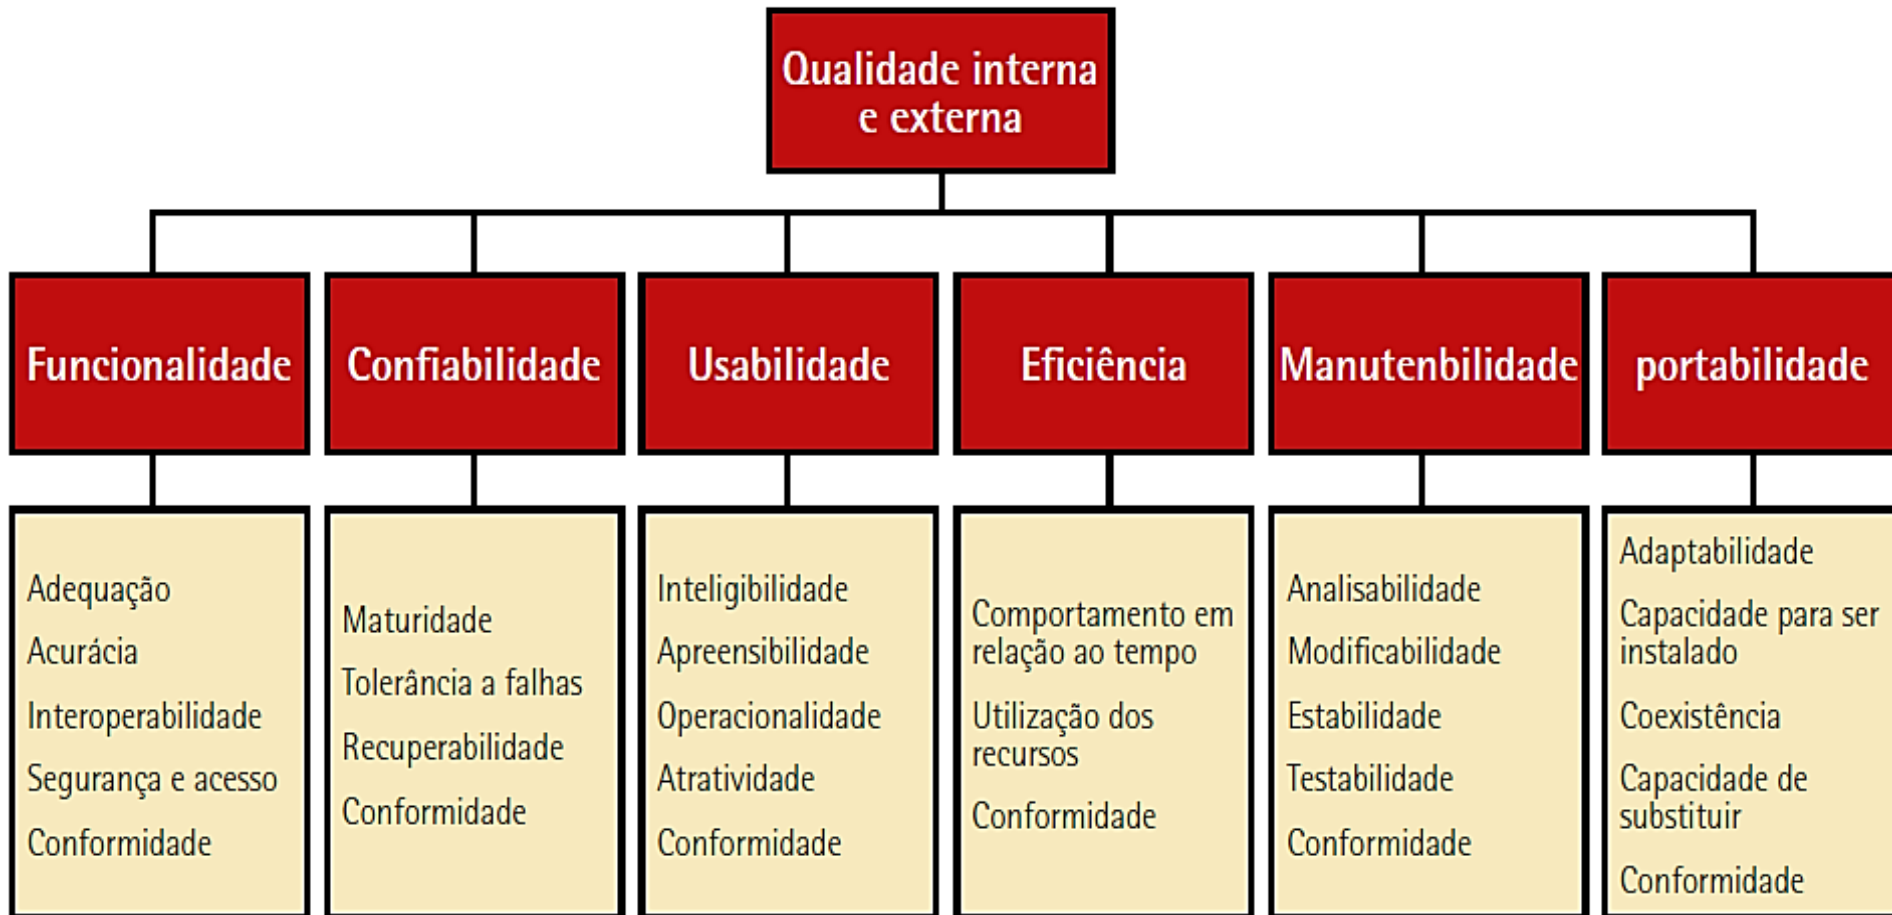 Qualidade interna
e externa
Funcionalidade
Confiabilidade
Usabilidade
Eficiência
Manutenbilidade
portabilidade
Adequação
Acurácia
Interoperabilidade
Segurança e acesso
Conformidade
Maturidade
Tolerância a falhas
Recuperabilidade
Conformidade
Inteligibilidade
Apreensibilidade
Operacionalidade
Atratividade
Conformidade
Comportamento em
relação ao tempo
Utilização dos
recursos
Conformidade
Analisabilidade
Modificabilidade
Estabilidade
Testabilidade
Conformidade
Adaptabilidade
Capacidade para ser
instalado
Coexistência
Capacidade de
substituir
Conformidade